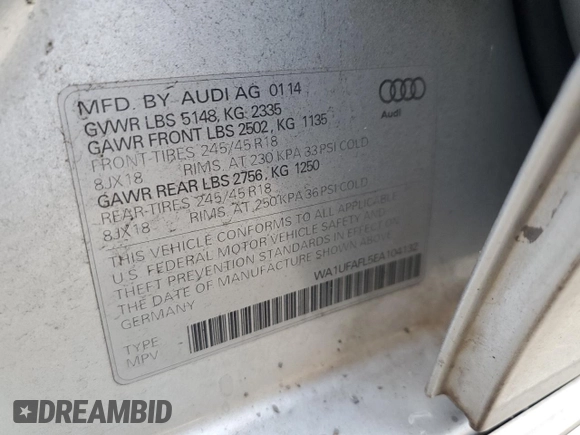 MFD. BY AUDI AG 01 14
GVWR LBS 5148, KG: 2335
GAWR FRONT LBS 2502, KG 1135
FRONT-TIRES 245/45 R18
8JX18 RIMS, AT 230 KPA 33 PSI COLD
GAWR REAR LBS 2756, KG 1250
REAR-TIRES 245/45 R18
8JX18 RIMS, AT 250 KPA 36 PSI COLD
THIS VEHICLE CONFORMS TO ALL APPLICABLE
U.S. FEDERAL MOTOR VEHICLE SAFETY AND
THEFT PREVENTION STANDARDS IN EFFECT ON
THE DATE OF MANUFACTURE SHOWN ABOVE.
GERMANY
WA1UFAFL5EA104132
TYPE
MPV
Audi
DREAMBID